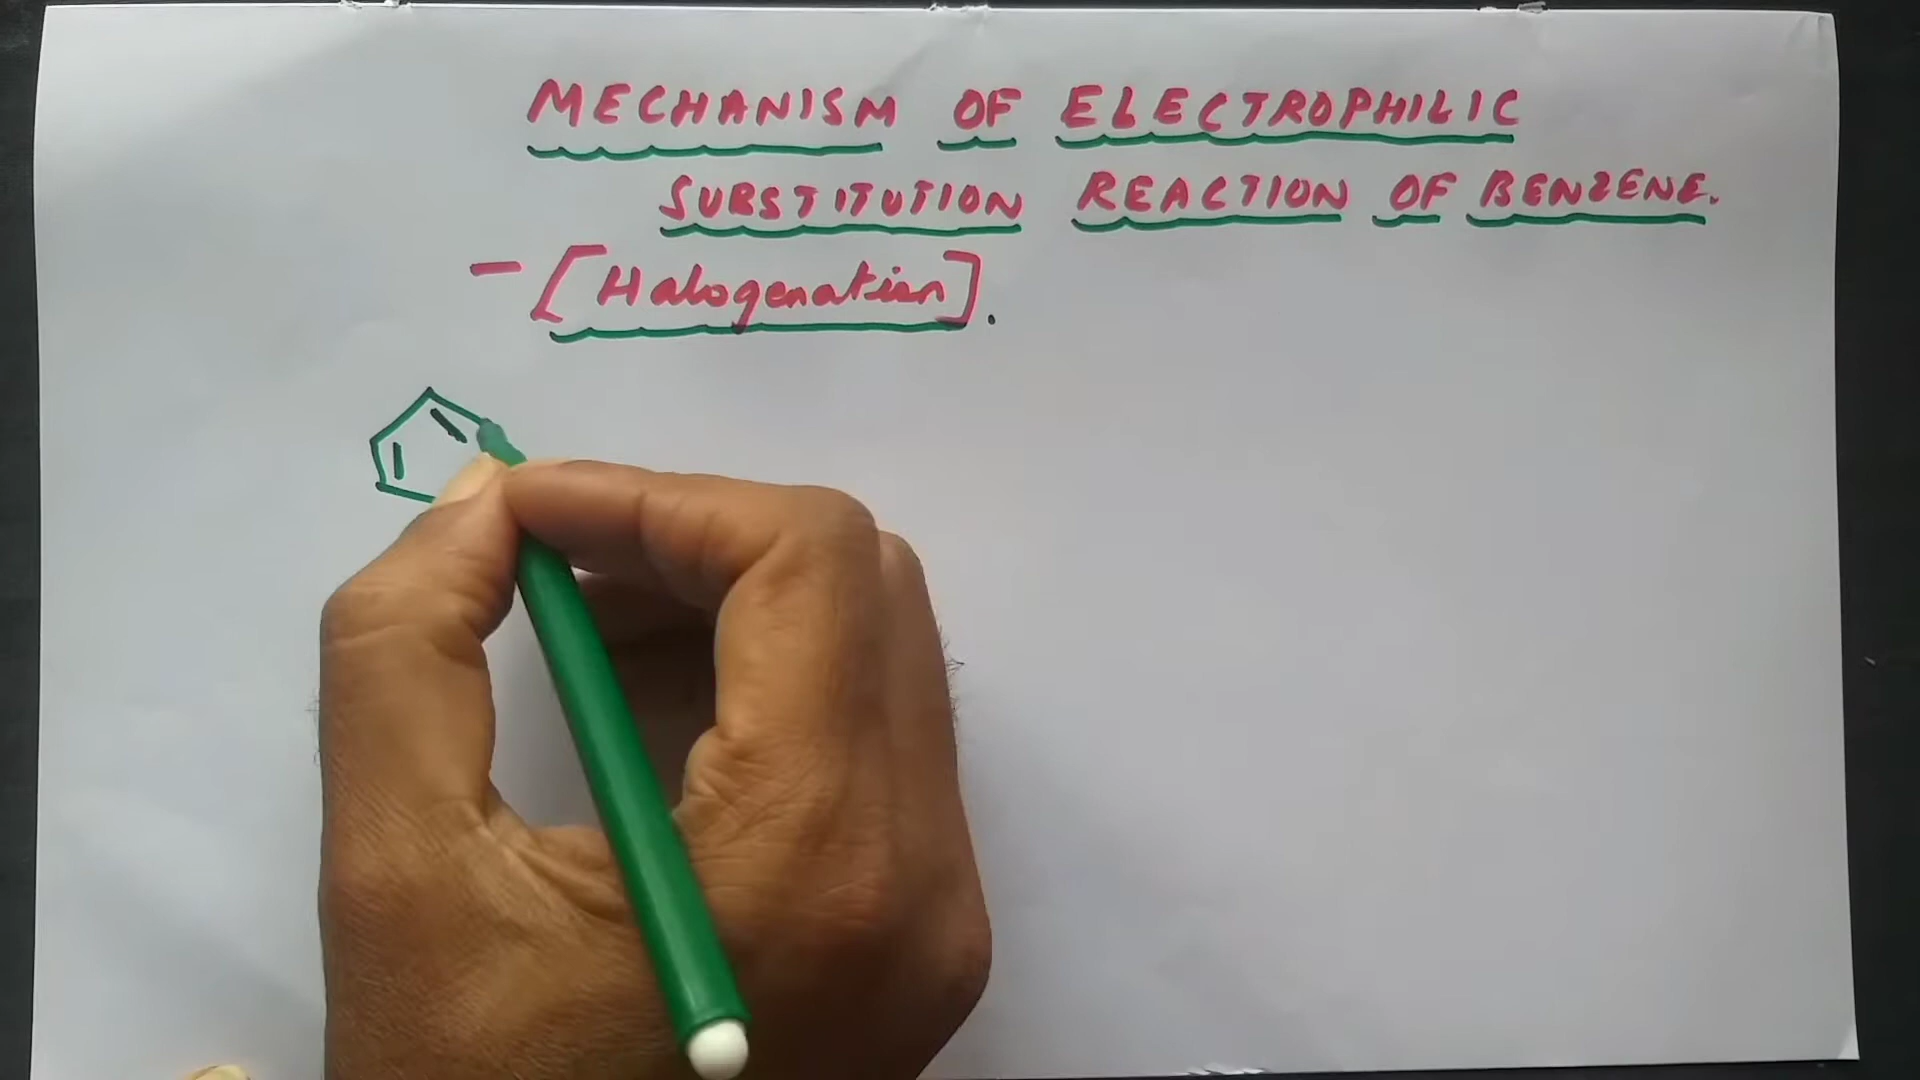 MECHANISM OF ELECTROPHILIC
SUBSTITUTION REACTION OF BENZENE.
- [Halogenation].